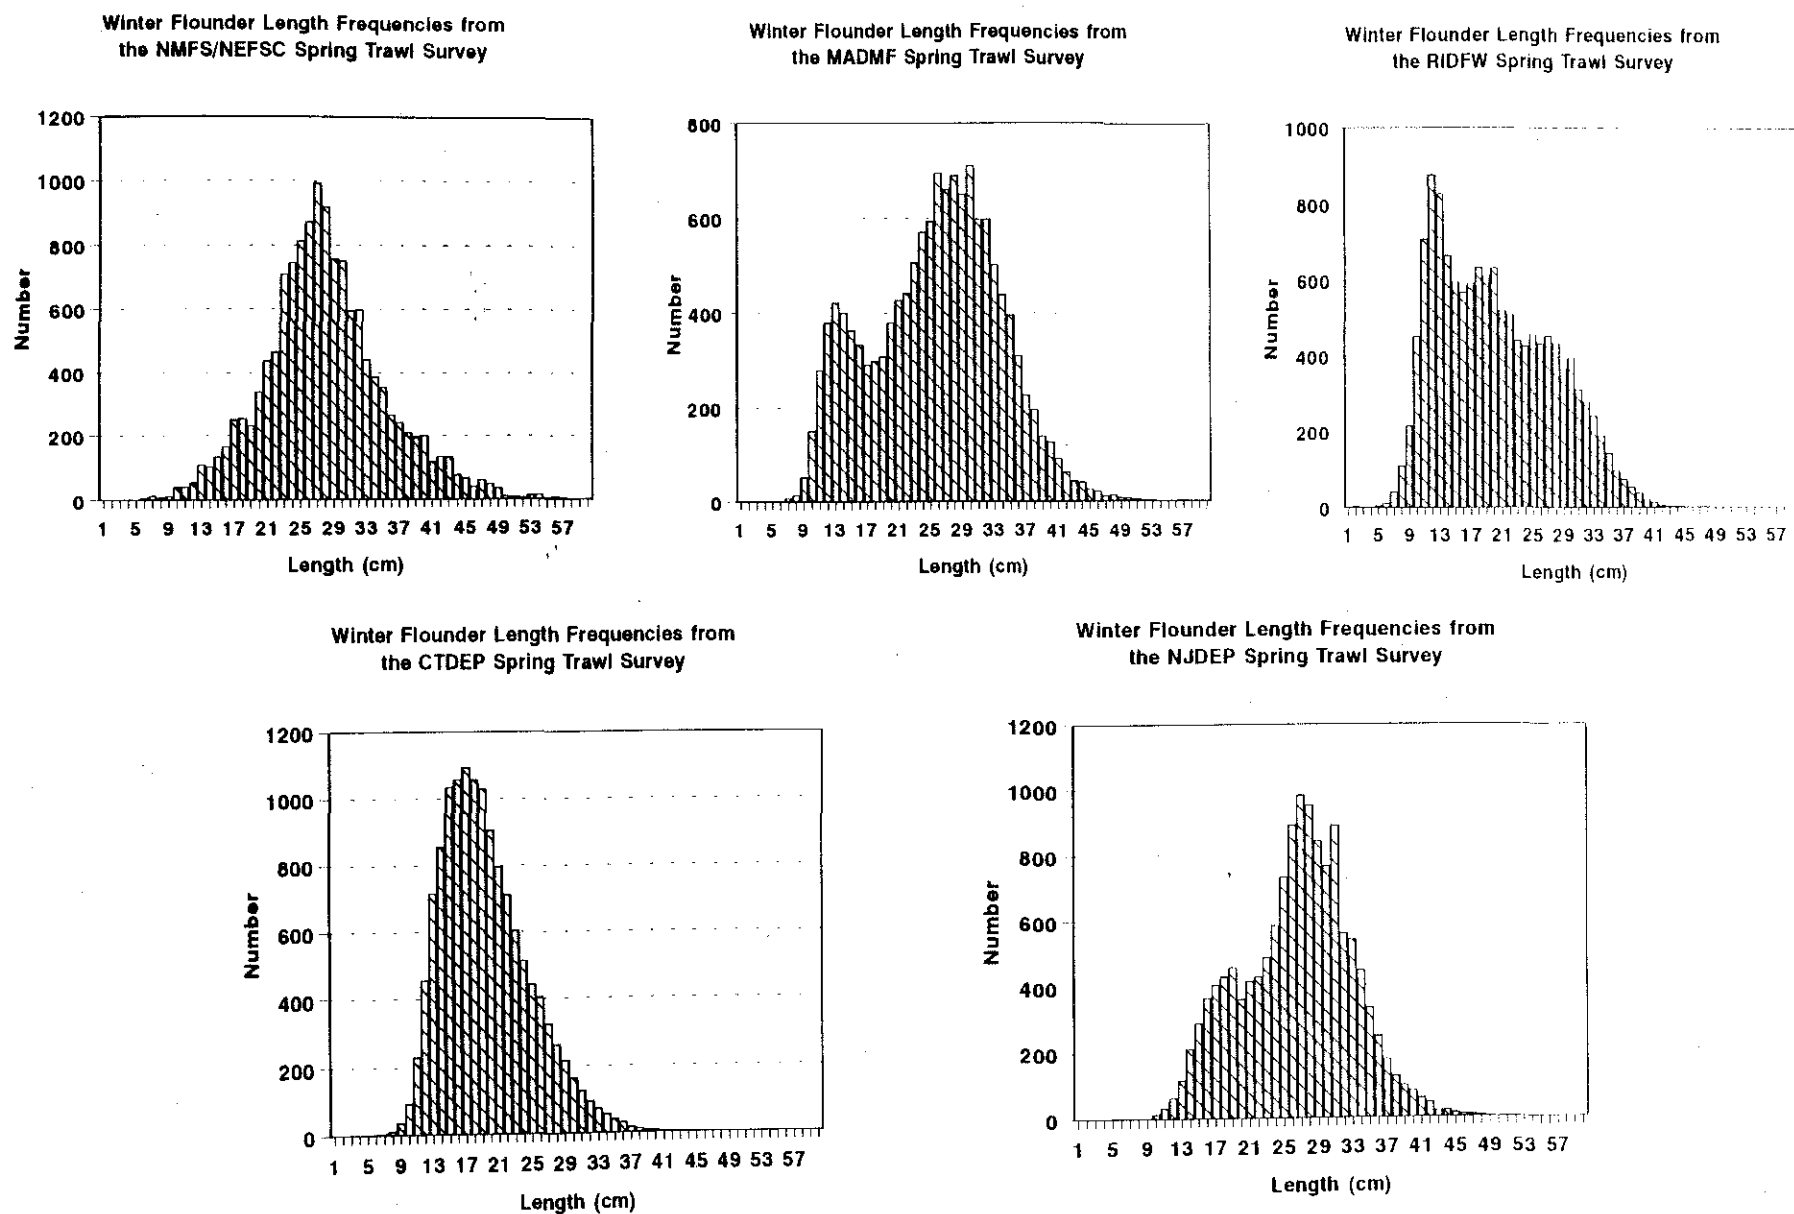 Winter Flounder Length Frequencies from
the NMFS/NEFSC Spring Trawl Survey
1200
1000
800
600
400
200
0
Number
1 5 9 13 17 21 25 29 33 37 41 45 49 53 57
Length (cm)
Winter Flounder Length Frequencies from
the MADMF Spring Trawl Survey
800
600
400
200
0
Number
1 5 9 13 17 21 25 29 33 37 41 45 49 53 57
Length (cm)
Winter Flounder Length Frequencies from
the RIDFW Spring Trawl Survey
1000
800
600
400
200
0
Number
1 5 9 13 17 21 25 29 33 37 41 45 49 53 57
Length (cm)
Winter Flounder Length Frequencies from
the CTDEP Spring Trawl Survey
1200
1000
800
600
400
200
0
Number
1 5 9 13 17 21 25 29 33 37 41 45 49 53 57
Length (cm)
Winter Flounder Length Frequencies from
the NJDEP Spring Trawl Survey
1200
1000
800
600
400
200
0
Number
1 5 9 13 17 21 25 29 33 37 41 45 49 53 57
Length (cm)